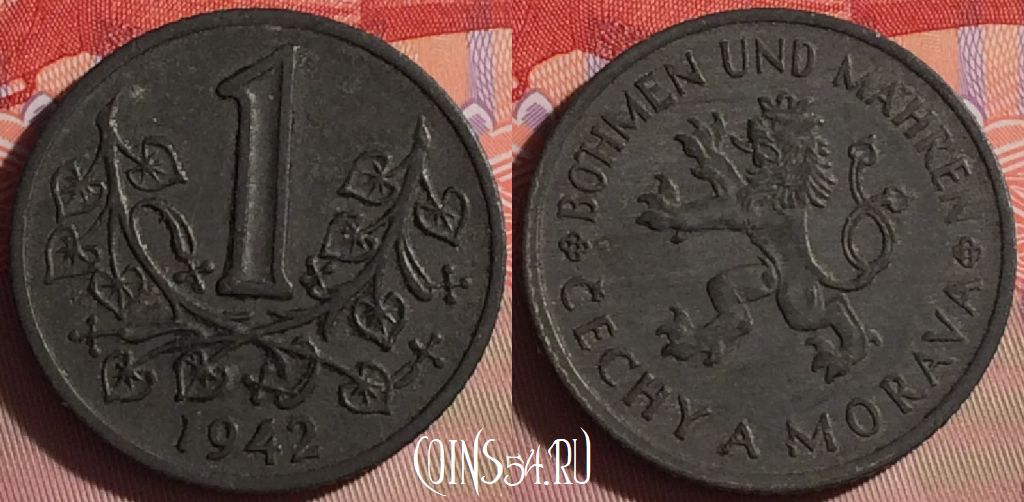 1
1942
BÖHMEN UND MÄHREN
ČECHY A MORAVA
COINS54.RU